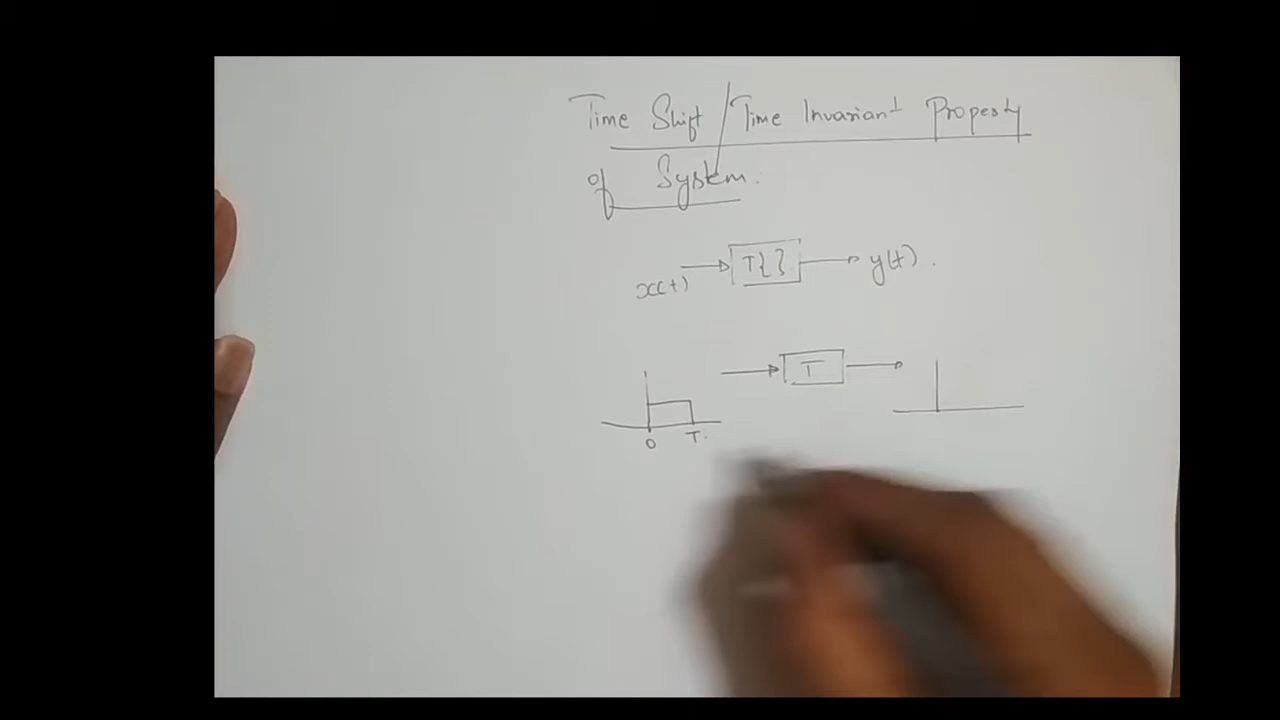 Time Shift / Time Invariant Property
of System.
x(t) T{ } y(t).
T
0 T.